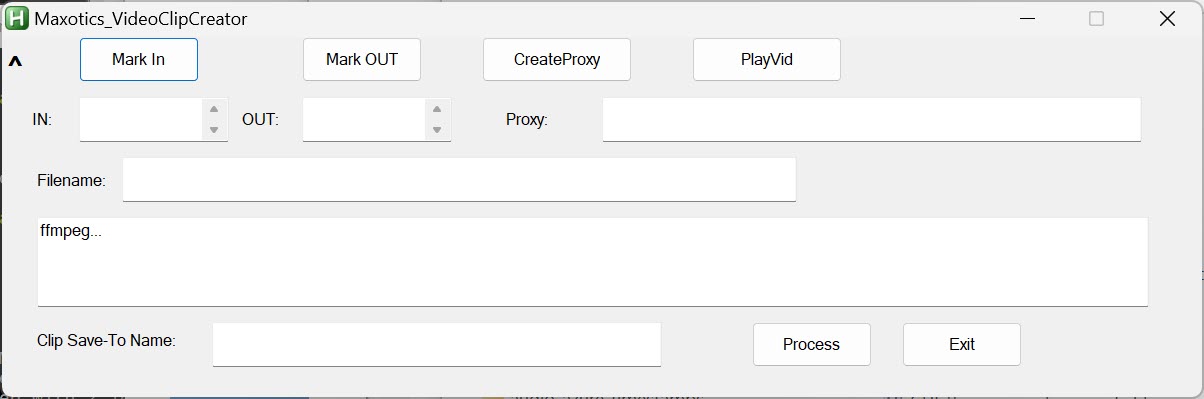 H Maxotics_VideoClipCreator
^ Mark In Mark OUT CreateProxy PlayVid
IN: OUT: Proxy:
Filename:
ffmpeg...
Clip Save-To Name: Process Exit